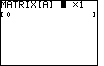 MATRIX[A] █ ×1
[0